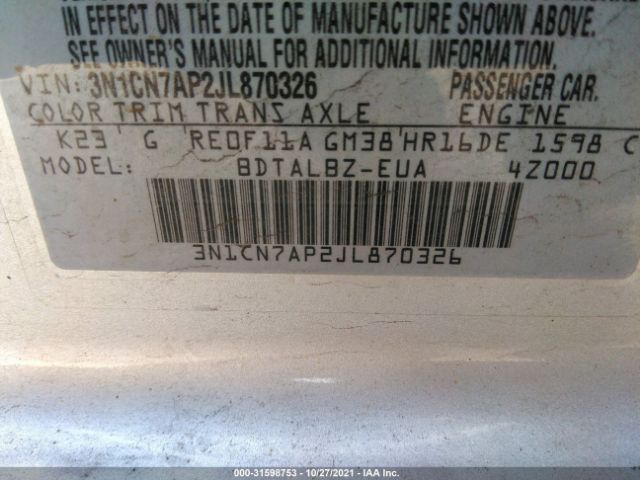 IN EFFECT ON THE DATE OF MANUFACTURE SHOWN ABOVE.
SEE OWNER'S MANUAL FOR ADDITIONAL INFORMATION.
VIN: 3N1CN7AP2JL870326 PASSENGER CAR.
COLOR TRIM TRANS AXLE ENGINE
K23 G RE0F11A GM38 HR16DE 1598 C
MODEL: BDTALBZ-EUA 4Z000
3N1CN7AP2JL870326
000-31598753 - 10/27/2021 - IAA Inc.